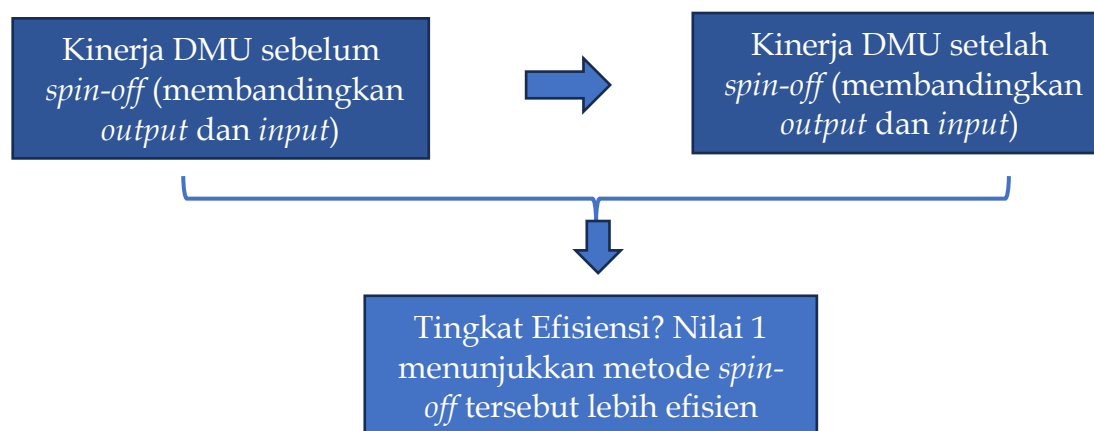 Kinerja DMU sebelum
spin-off (membandingkan
output dan input)
Kinerja DMU setelah
spin-off (membandingkan
output dan input)
Tingkat Efisiensi? Nilai 1
menunjukkan metode spin-
off tersebut lebih efisien